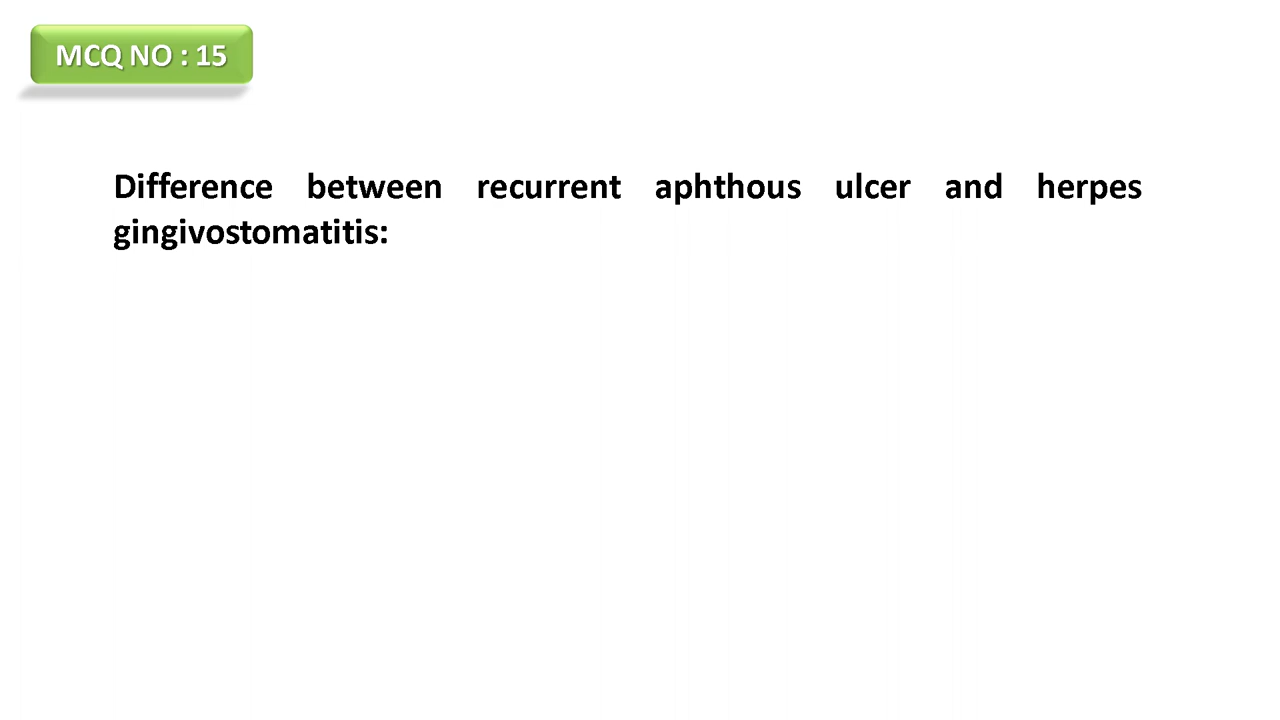 MCQ NO : 15
Difference between recurrent aphthous ulcer and herpes
gingivostomatitis: